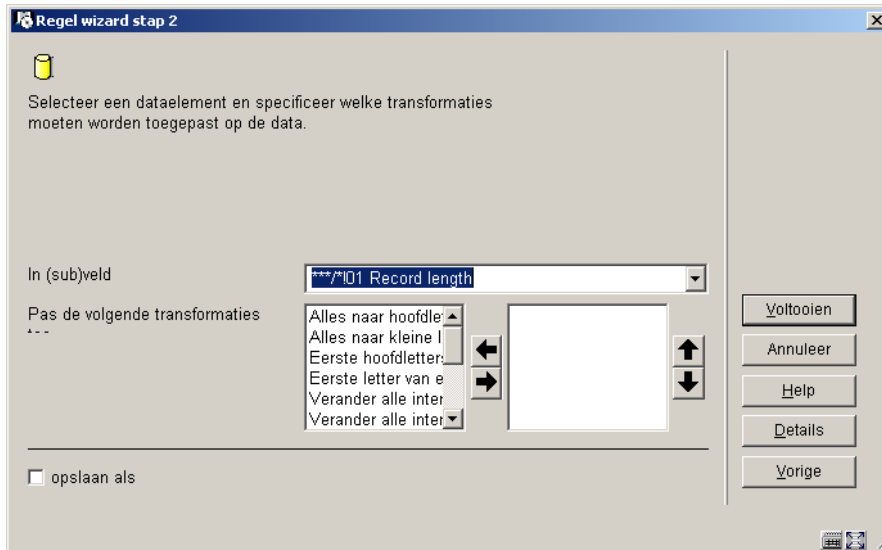 Regel wizard stap 2
Selecteer een dataelement en specificeer welke transformaties
moeten worden toegepast op de data.
In (sub)veld
***/*!01 Record length
Pas de volgende transformaties
Alles naar hoofdle
Alles naar kleine l
Eerste hoofdletter
Eerste letter van e
Verander alle inter
Verander alle inter
Voltooien
Annuleer
Help
Details
Vorige
opslaan als